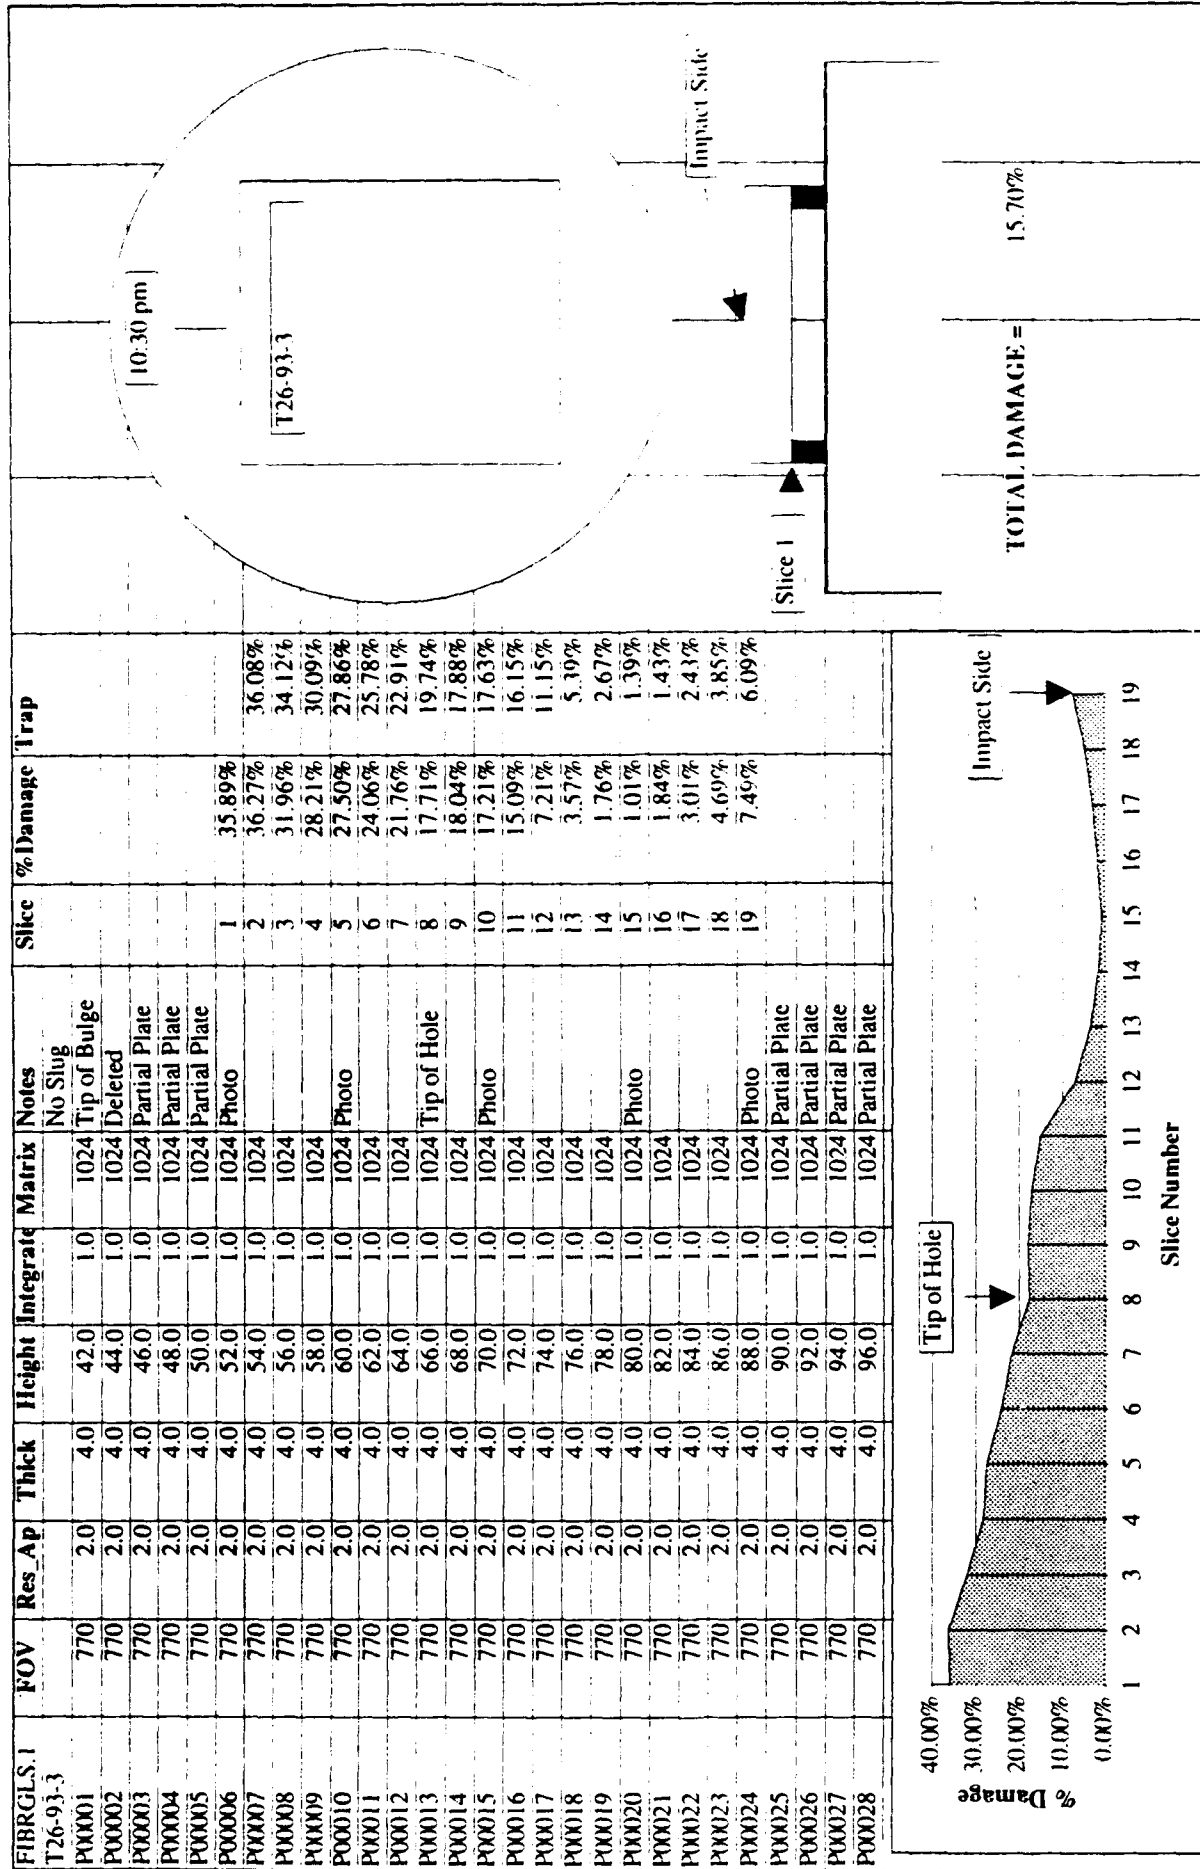 FIBRGLS.1 FOV Res_Ap Thick Height Integrate Matrix Notes Slice %Damage Trap
T26-93-3 No Slug
P00001 770 2.0 4.0 42.0 1.0 1024 Tip of Bulge
P00002 770 2.0 4.0 44.0 1.0 1024 Deleted
P00003 770 2.0 4.0 46.0 1.0 1024 Partial Plate
P00004 770 2.0 4.0 48.0 1.0 1024 Partial Plate
P00005 770 2.0 4.0 50.0 1.0 1024 Partial Plate
P00006 770 2.0 4.0 52.0 1.0 1024 Photo 1 35.89%
P00007 770 2.0 4.0 54.0 1.0 1024 2 36.27% 36.08%
P00008 770 2.0 4.0 56.0 1.0 1024 3 31.96% 34.12%
P00009 770 2.0 4.0 58.0 1.0 1024 4 28.21% 30.09%
P00010 770 2.0 4.0 60.0 1.0 1024 Photo 5 27.50% 27.86%
P00011 770 2.0 4.0 62.0 1.0 1024 6 24.06% 25.78%
P00012 770 2.0 4.0 64.0 1.0 1024 7 21.76% 22.91%
P00013 770 2.0 4.0 66.0 1.0 1024 Tip of Hole 8 17.71% 19.74%
P00014 770 2.0 4.0 68.0 1.0 1024 9 18.04% 17.88%
P00015 770 2.0 4.0 70.0 1.0 1024 Photo 10 17.21% 17.63%
P00016 770 2.0 4.0 72.0 1.0 1024 11 15.09% 16.15%
P00017 770 2.0 4.0 74.0 1.0 1024 12 7.21% 11.15%
P00018 770 2.0 4.0 76.0 1.0 1024 13 3.57% 5.39%
P00019 770 2.0 4.0 78.0 1.0 1024 14 1.76% 2.67%
P00020 770 2.0 4.0 80.0 1.0 1024 Photo 15 1.01% 1.39%
P00021 770 2.0 4.0 82.0 1.0 1024 16 1.84% 1.43%
P00022 770 2.0 4.0 84.0 1.0 1024 17 3.01% 2.43%
P00023 770 2.0 4.0 86.0 1.0 1024 18 4.69% 3.85%
P00024 770 2.0 4.0 88.0 1.0 1024 Photo 19 7.49% 6.09%
P00025 770 2.0 4.0 90.0 1.0 1024 Partial Plate
P00026 770 2.0 4.0 92.0 1.0 1024 Partial Plate
P00027 770 2.0 4.0 94.0 1.0 1024 Partial Plate
P00028 770 2.0 4.0 96.0 1.0 1024 Partial Plate
10:30 pm
T26-93-3
Impact Side
Slice 1
TOTAL DAMAGE = 15.70%
% Damage
40.00%
30.00%
20.00%
10.00%
0.00%
Tip of Hole
Impact Side
1 2 3 4 5 6 7 8 9 10 11 12 13 14 15 16 17 18 19
Slice Number